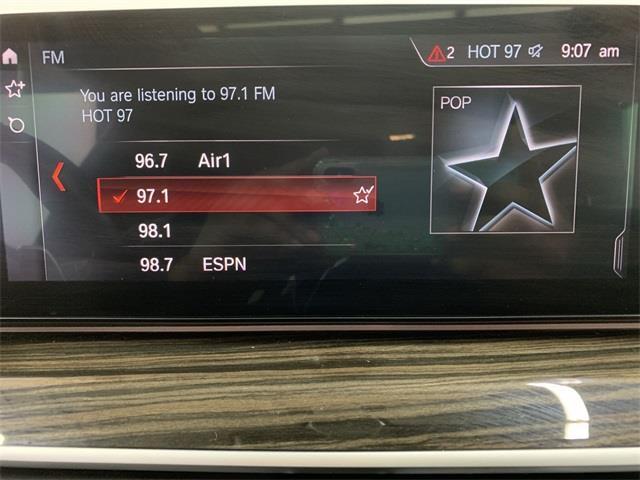 FM
2 HOT 97 9:07 am
You are listening to 97.1 FM
HOT 97
POP
96.7 Air1
97.1
98.1
98.7 ESPN